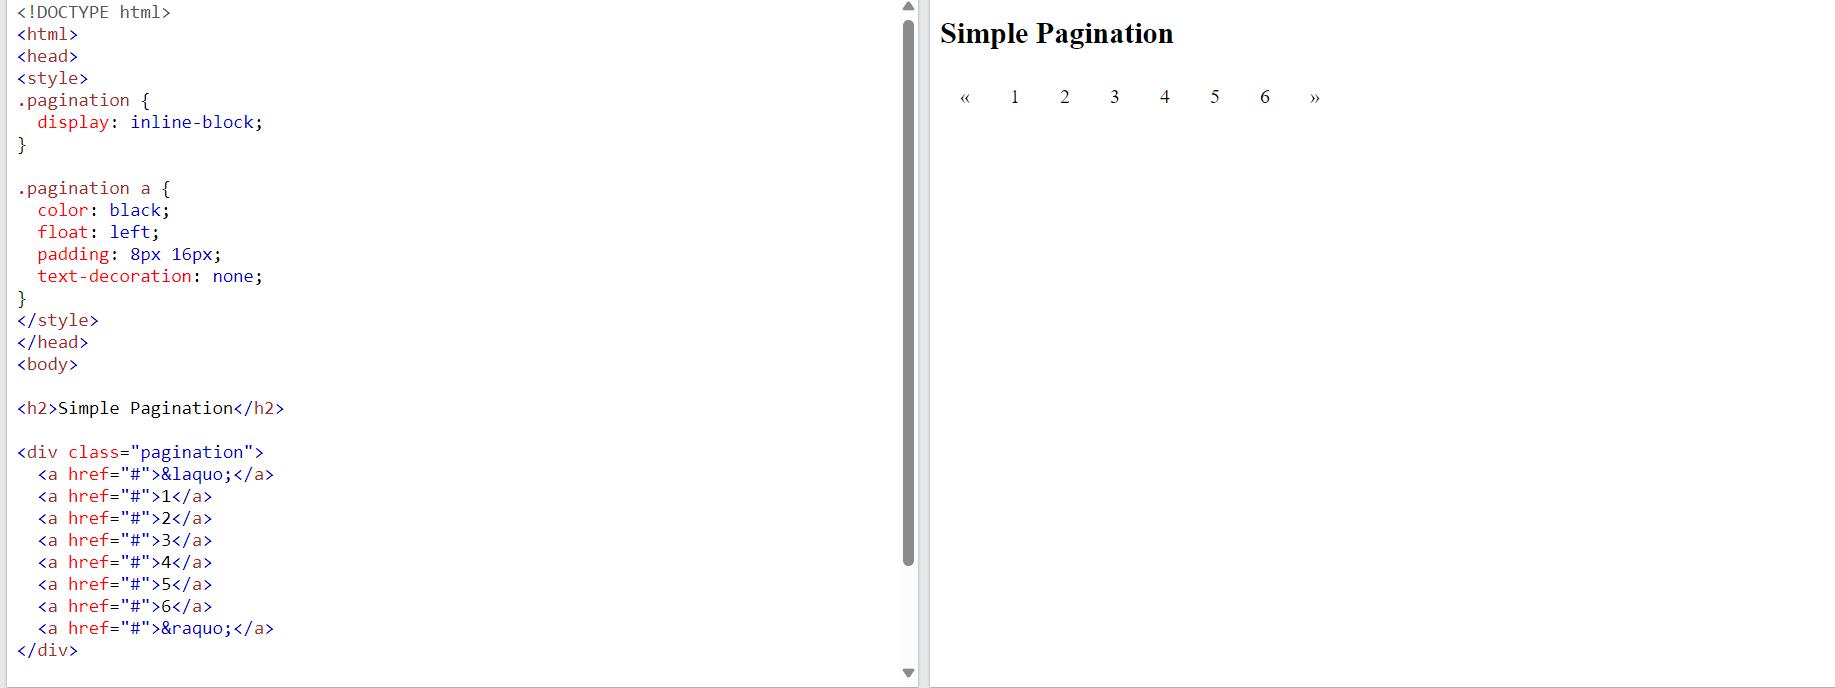 <!DOCTYPE html>
<html>
<head>
<style>
.pagination {
  display: inline-block;
}

.pagination a {
  color: black;
  float: left;
  padding: 8px 16px;
  text-decoration: none;
}
</style>
</head>
<body>

<h2>Simple Pagination</h2>

<div class="pagination">
  <a href="#">&laquo;</a>
  <a href="#">1</a>
  <a href="#">2</a>
  <a href="#">3</a>
  <a href="#">4</a>
  <a href="#">5</a>
  <a href="#">6</a>
  <a href="#">&raquo;</a>
</div>
Simple Pagination
« 1 2 3 4 5 6 »